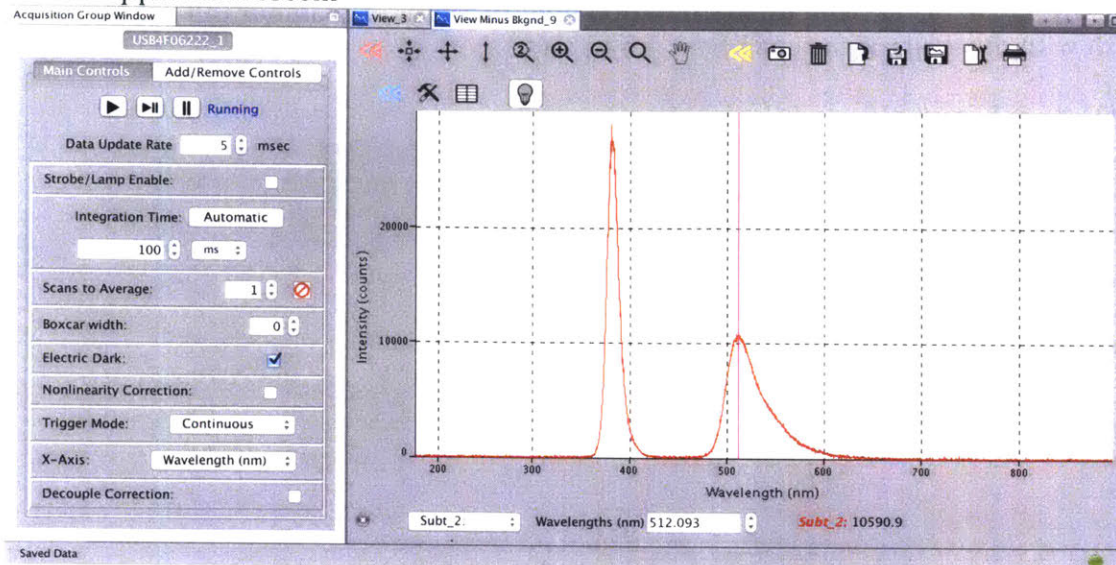 Acquisition Group Window
View_3
View Minus Bkgnd_9
USB4F06222_1
Main Controls
Add/Remove Controls
Running
Data Update Rate 5 msec
Strobe/Lamp Enable:
Integration Time: Automatic
100 ms
Scans to Average: 1
Boxcar width: 0
Electric Dark:
Nonlinearity Correction:
Trigger Mode: Continuous
X-Axis: Wavelength (nm)
Decouple Correction:
2
Intensity (counts)
20000
10000
0
200 300 400 500 600 700 800
Wavelength (nm)
Subt_2: Wavelengths (nm) 512.093 Subt_2: 10590.9
Saved Data